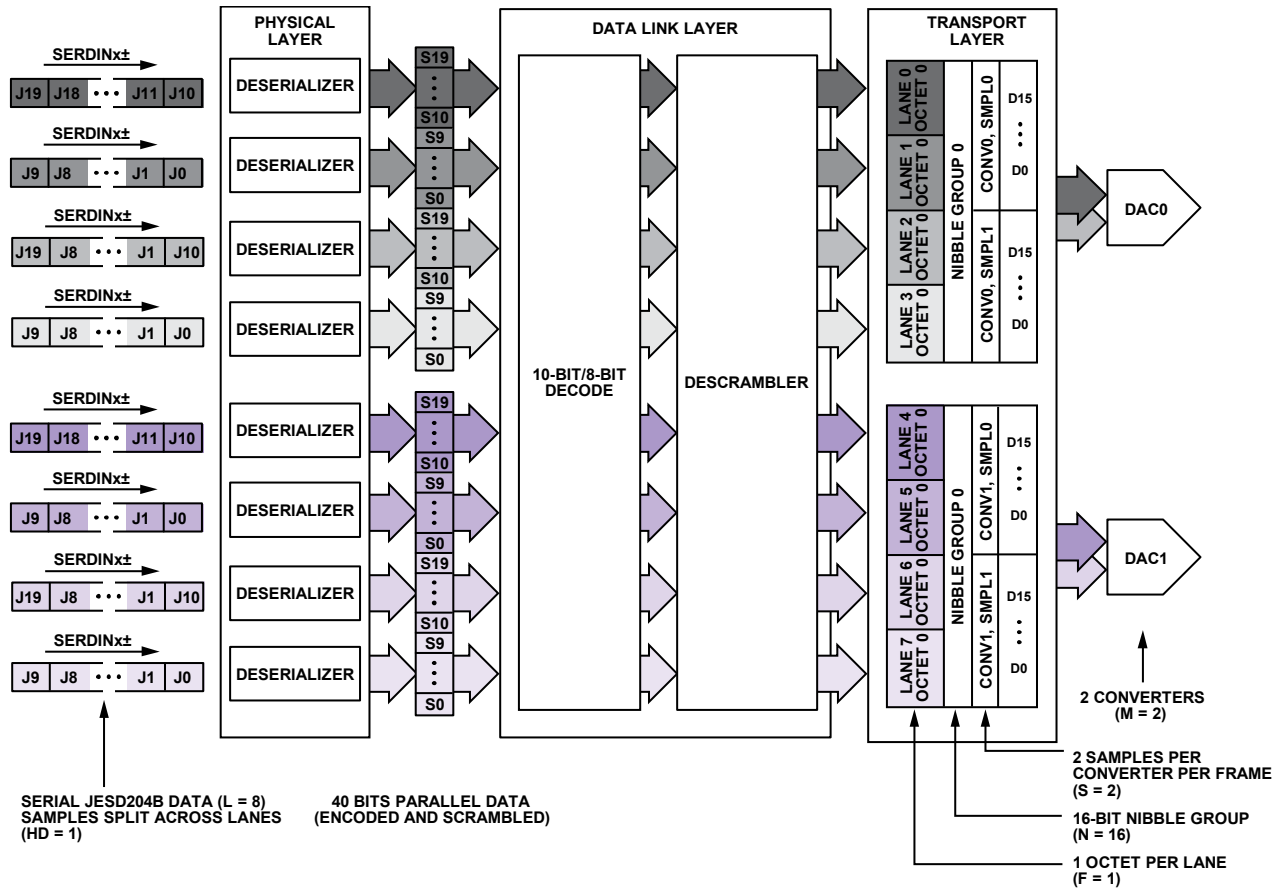 PHYSICAL
LAYER
DATA LINK LAYER
TRANSPORT
LAYER
SERDINx±
J19 J18 ••• J11 J10
DESERIALIZER
S19
S10
SERDINx±
J9 J8 ••• J1 J0
DESERIALIZER
S9
S0
SERDINx±
J19 J8 ••• J1 J10
DESERIALIZER
S19
S10
SERDINx±
J9 J8 ••• J1 J0
DESERIALIZER
S9
S0
SERDINx±
J19 J18 ••• J11 J10
DESERIALIZER
S19
S10
SERDINx±
J9 J8 ••• J1 J0
DESERIALIZER
S9
S0
SERDINx±
J19 J8 ••• J1 J10
DESERIALIZER
S19
S10
SERDINx±
J9 J8 ••• J1 J0
DESERIALIZER
S9
S0
10-BIT/8-BIT
DECODE
DESCRAMBLER
LANE 0
OCTET 0
LANE 1
OCTET 0
LANE 2
OCTET 0
LANE 3
OCTET 0
NIBBLE GROUP 0
CONV0, SMPL0
CONV0, SMPL1
D15
D0
D15
D0
DAC0
LANE 4
OCTET 0
LANE 5
OCTET 0
LANE 6
OCTET 0
LANE 7
OCTET 0
NIBBLE GROUP 0
CONV1, SMPL0
CONV1, SMPL1
D15
D0
D15
D0
DAC1
2 CONVERTERS
(M = 2)
2 SAMPLES PER
CONVERTER PER FRAME
(S = 2)
16-BIT NIBBLE GROUP
(N = 16)
1 OCTET PER LANE
(F = 1)
SERIAL JESD204B DATA (L = 8)
SAMPLES SPLIT ACROSS LANES
(HD = 1)
40 BITS PARALLEL DATA
(ENCODED AND SCRAMBLED)